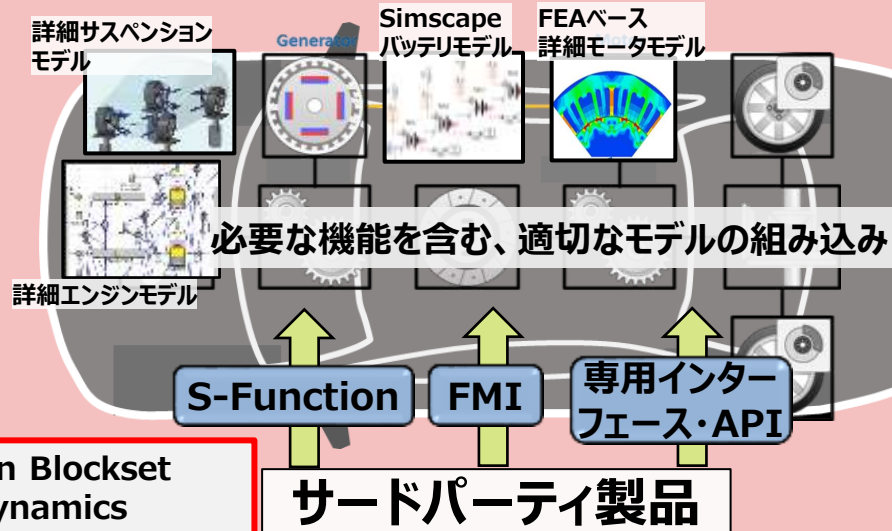 詳細サスペンション
モデル
Generator
Simscape
バッテリモデル
FEAベース
詳細モータモデル
必要な機能を含む、適切なモデルの組み込み
詳細エンジンモデル
S-Function
FMI
専用インター
フェース・API
n Blockset
ynamics
サードパーティ製品